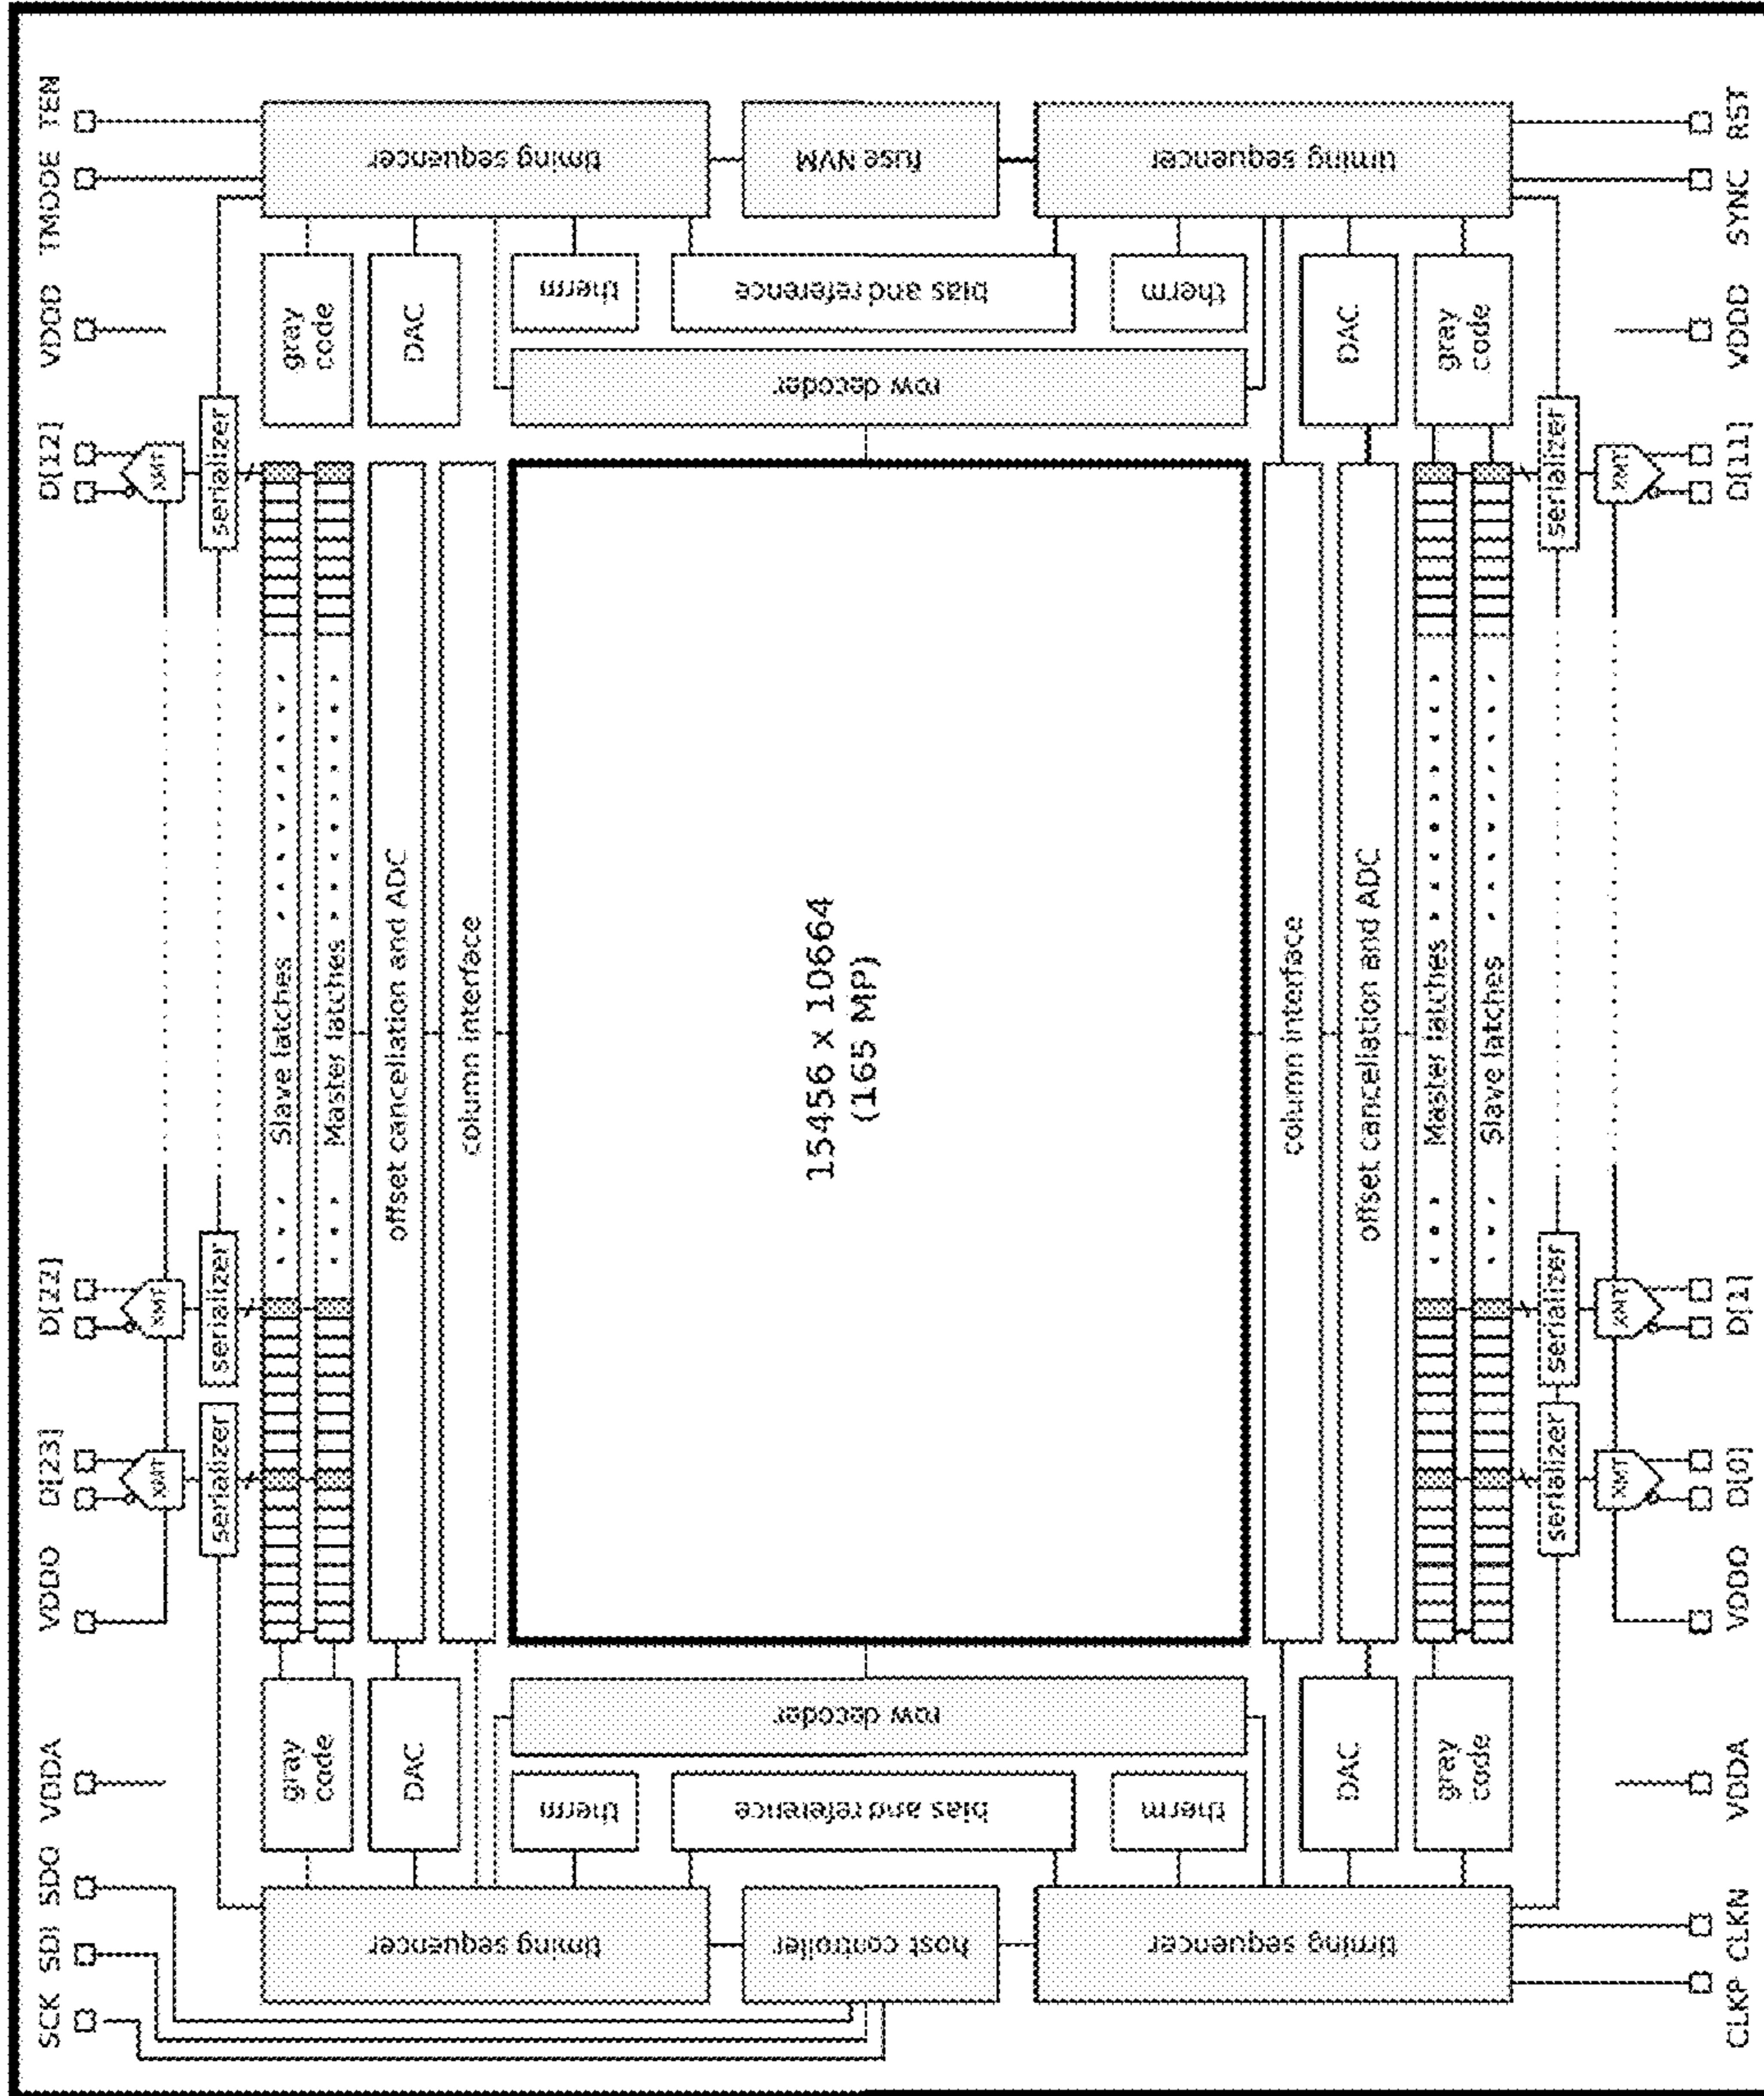 SCK SDI SDO VDDA VDDO D[23] D[22] D[12] VDDD TMODE TEN
XMT XMT XMT
serializer serializer serializer
timing sequencer
gray
code
Slave latches
Master latches
gray
code
timing sequencer
DAC
offset cancellation and ADC
DAC
column interface
therm
row decoder
row decoder
therm
host controller
bias and reference
15456 x 10664
(165 MP)
bias and reference
fuse NVM
therm
therm
column interface
timing sequencer
DAC
offset cancellation and ADC
DAC
timing sequencer
gray
code
Master latches
Slave latches
gray
code
serializer serializer serializer
XMT XMT XMT
CLKP CLKN VDDA VDDO D[0] D[1] D[11] VDDD SYNC RST